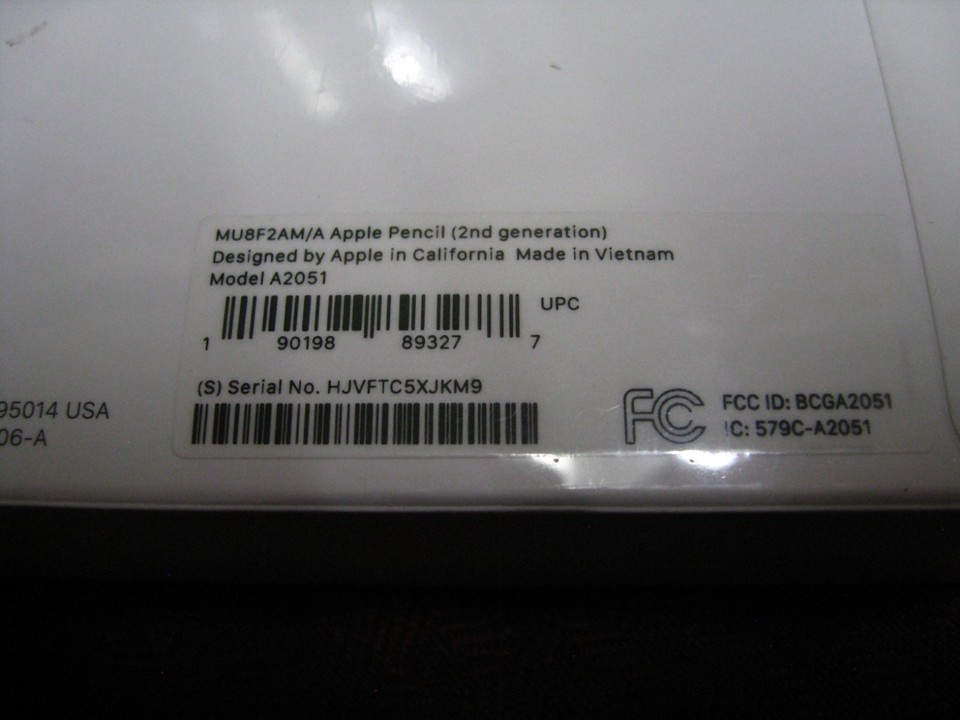 MU8F2AM/A Apple Pencil (2nd generation)
Designed by Apple in California Made in Vietnam
Model A2051
UPC
1 90198 89327 7
(S) Serial No. HJVFTC5XJKM9
95014 USA
06-A
FC
FCC ID: BCGA2051
IC: 579C-A2051